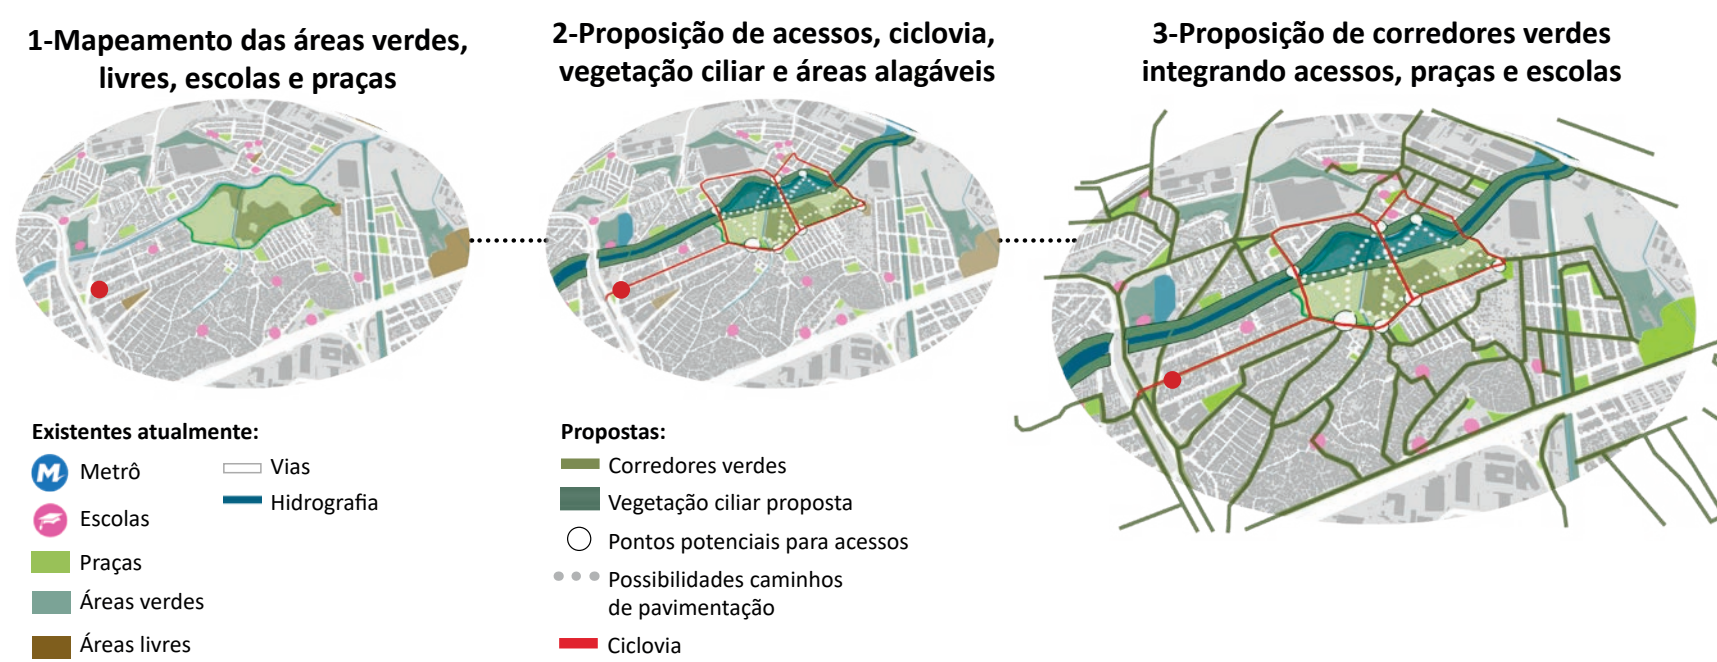 1-Mapeamento das áreas verdes,
livres, escolas e praças
2-Proposição de acessos, ciclovia,
vegetação ciliar e áreas alagáveis
3-Proposição de corredores verdes
integrando acessos, praças e escolas
Existentes atualmente:
M Metrô
Escolas
Praças
Áreas verdes
Áreas livres
Vias
Hidrografia
Propostas:
Corredores verdes
Vegetação ciliar proposta
Pontos potenciais para acessos
Possibilidades caminhos
de pavimentação
Ciclovia